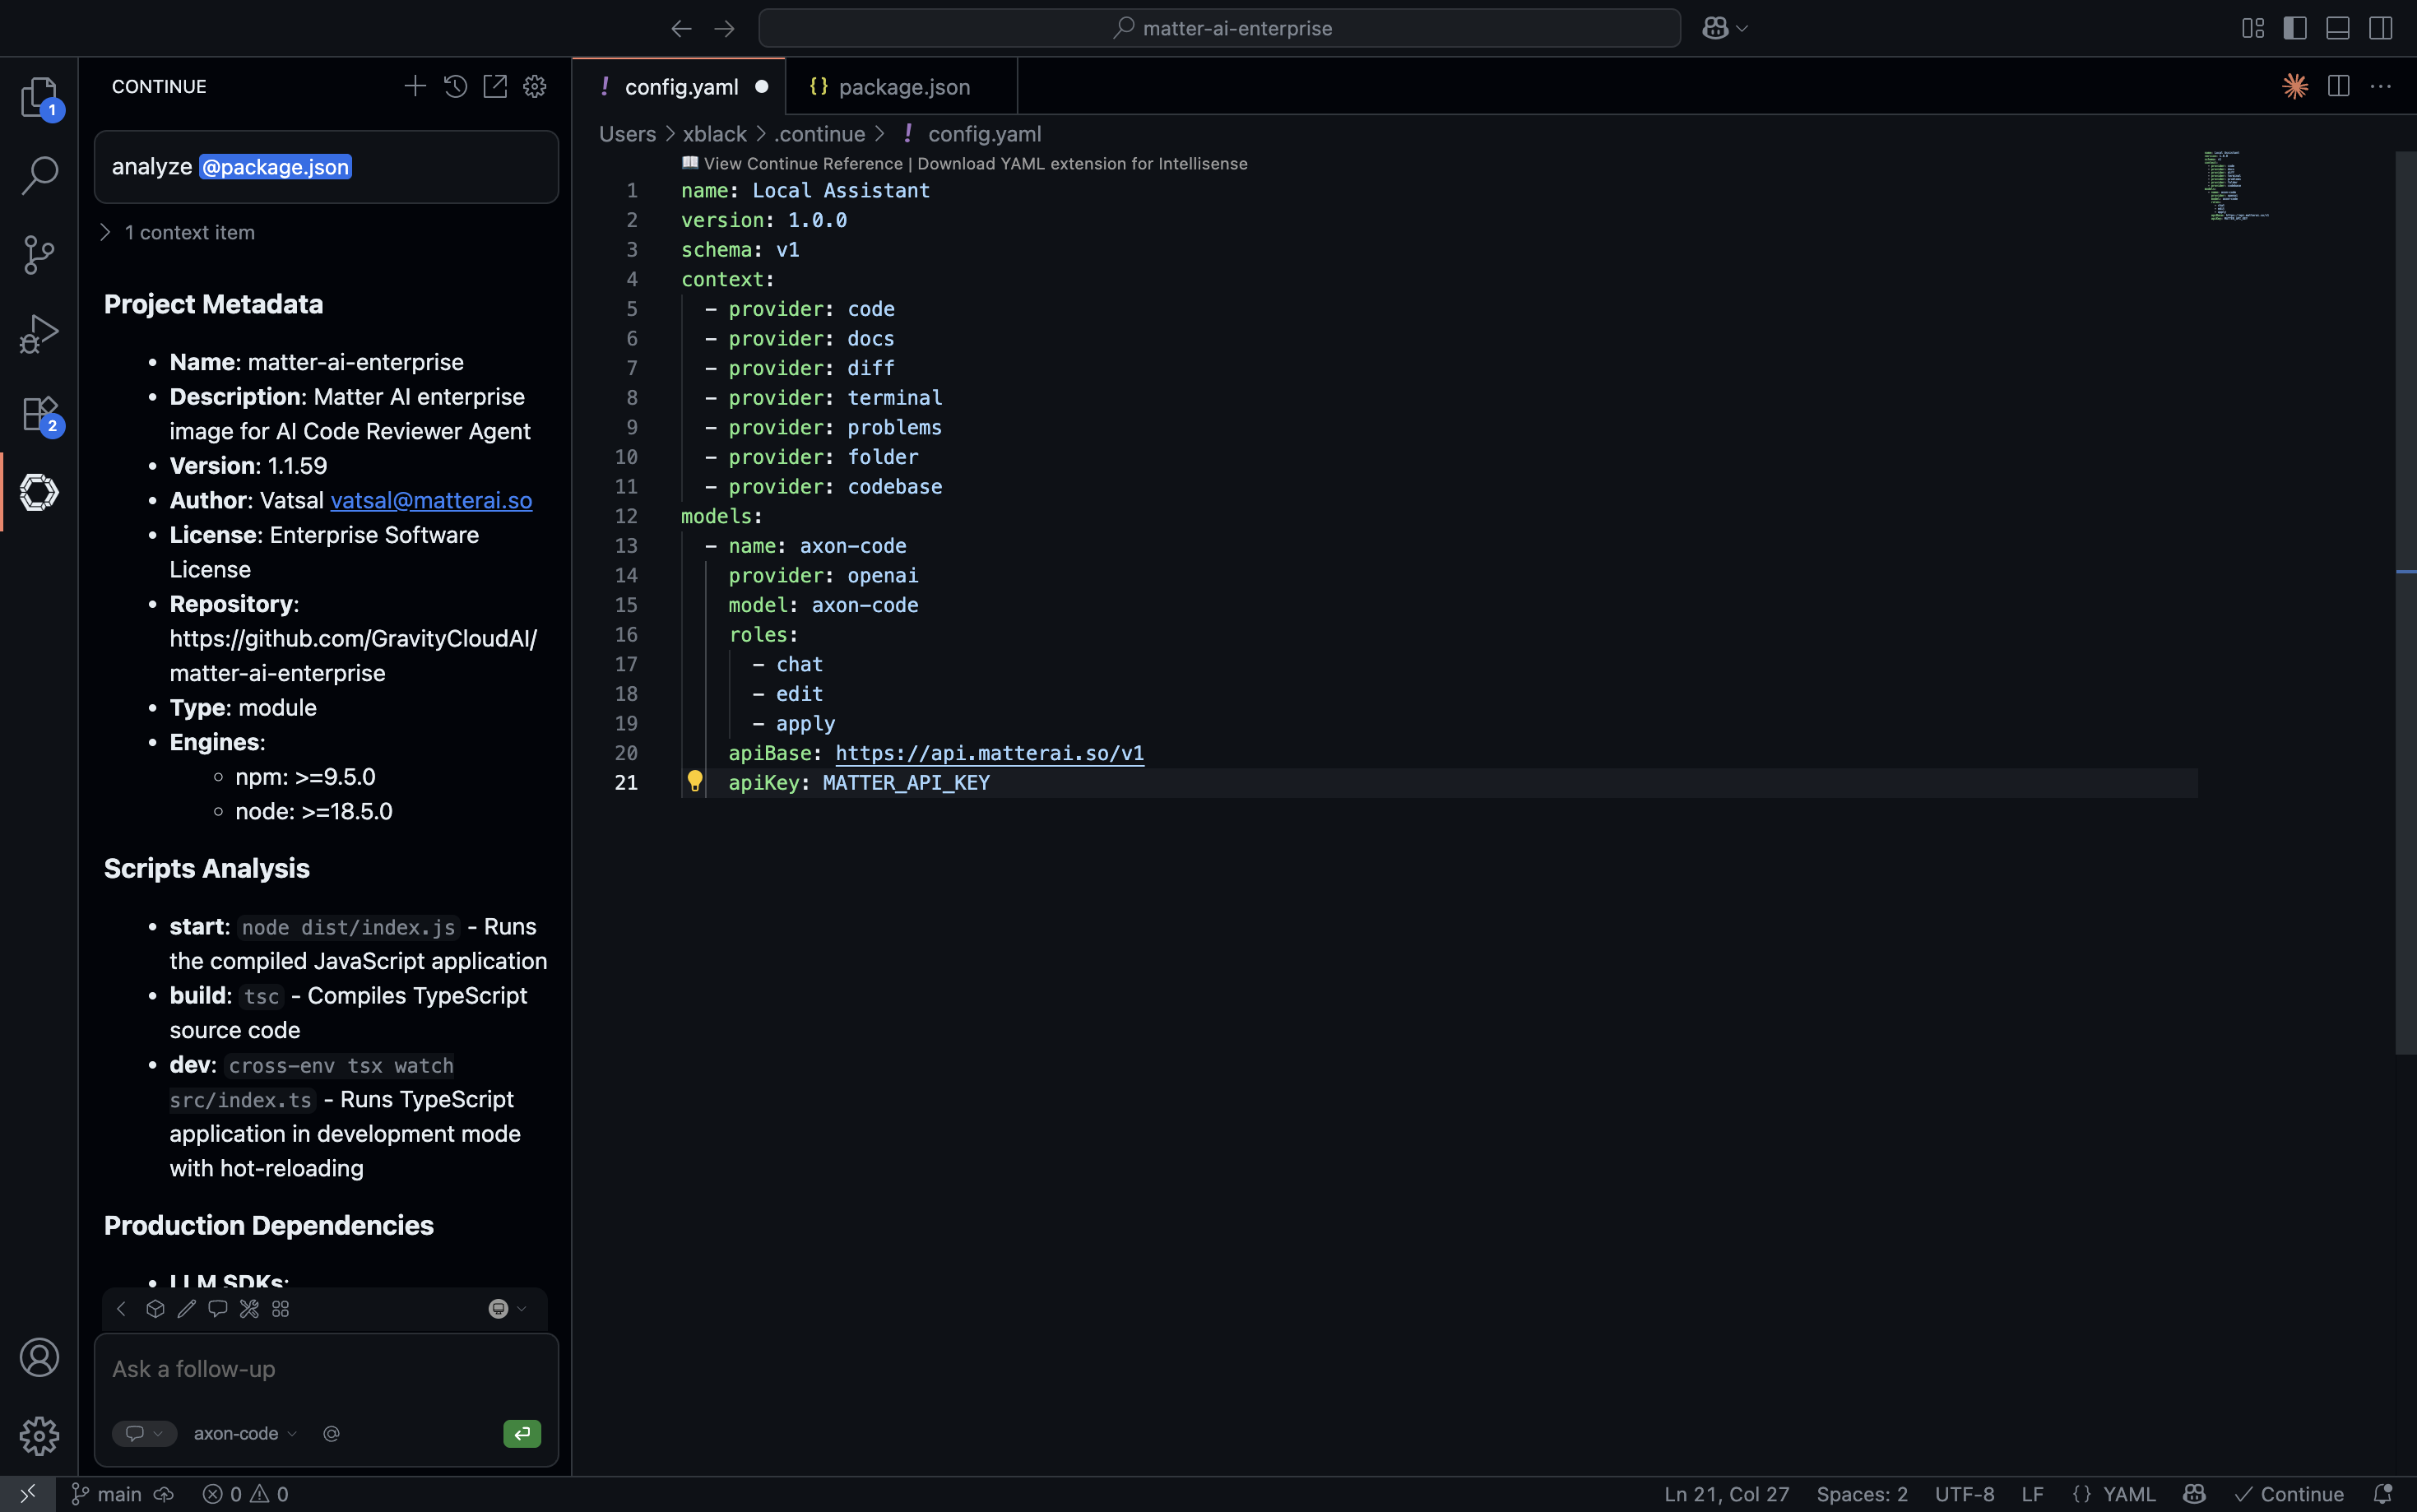 matter-ai-enterprise
1
2
CONTINUE
analyze @package.json
1 context item
Project Metadata
• Name: matter-ai-enterprise
• Description: Matter AI enterprise
image for AI Code Reviewer Agent
• Version: 1.1.59
• Author: Vatsal vatsal@matterai.so
• License: Enterprise Software
License
• Repository:
https://github.com/GravityCloudAI/
matter-ai-enterprise
• Type: module
• Engines:
◦ npm: >=9.5.0
◦ node: >=18.5.0
Scripts Analysis
• start: node dist/index.js - Runs
the compiled JavaScript application
• build: tsc - Compiles TypeScript
source code
• dev: cross-env tsx watch
src/index.ts - Runs TypeScript
application in development mode
with hot-reloading
Production Dependencies
• LLM SDKs:
Ask a follow-up
axon-code
! config.yaml
{} package.json
Users > xblack > .continue > ! config.yaml
View Continue Reference | Download YAML extension for Intellisense
1 name: Local Assistant
2 version: 1.0.0
3 schema: v1
4 context:
5 - provider: code
6 - provider: docs
7 - provider: diff
8 - provider: terminal
9 - provider: problems
10 - provider: folder
11 - provider: codebase
12 models:
13 - name: axon-code
14 provider: openai
15 model: axon-code
16 roles:
17 - chat
18 - edit
19 - apply
20 apiBase: https://api.matterai.so/v1
21 apiKey: MATTER_API_KEY
main 0 0 Ln 21, Col 27 Spaces: 2 UTF-8 LF {} YAML Continue